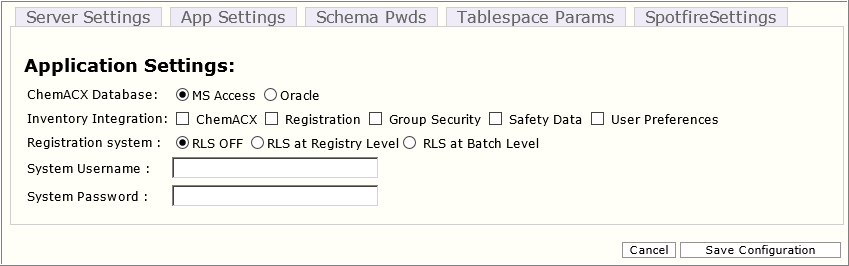 Server Settings App Settings Schema Pwds Tablespace Params SpotfireSettings
Application Settings:
ChemACX Database: MS Access Oracle
Inventory Integration: ChemACX Registration Group Security Safety Data User Preferences
Registration system : RLS OFF RLS at Registry Level RLS at Batch Level
System Username :
System Password :
Cancel Save Configuration